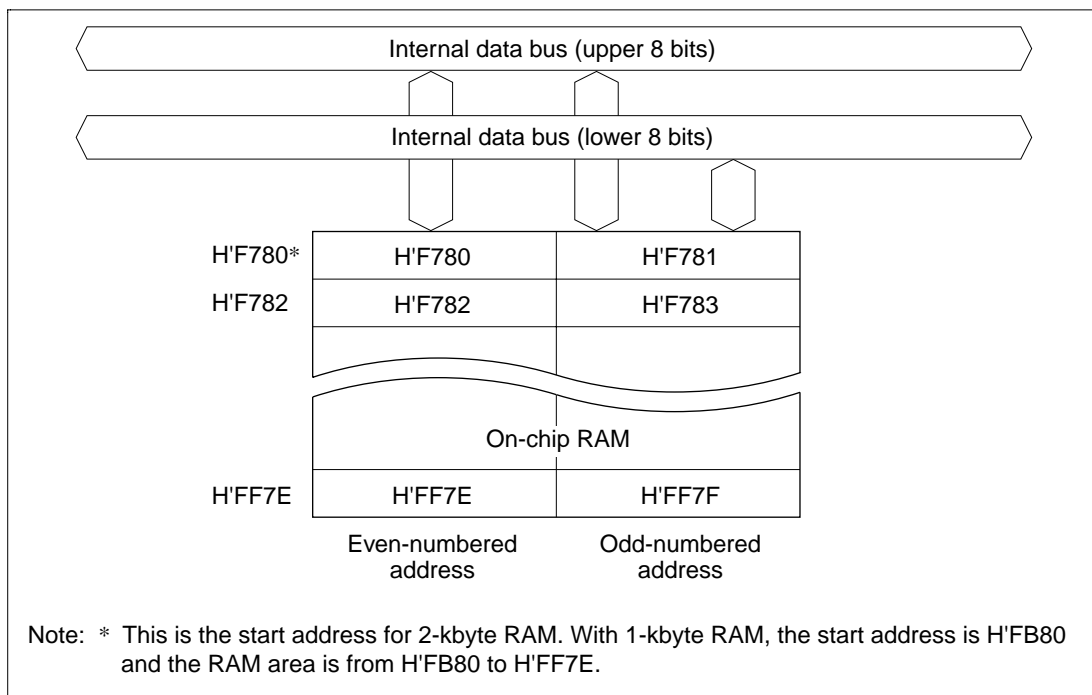 Internal data bus (upper 8 bits)
Internal data bus (lower 8 bits)
H'F780* H'F780 H'F781
H'F782 H'F782 H'F783
On-chip RAM
H'FF7E H'FF7E H'FF7F
Even-numbered address Odd-numbered address
Note: * This is the start address for 2-kbyte RAM. With 1-kbyte RAM, the start address is H'FB80
and the RAM area is from H'FB80 to H'FF7E.